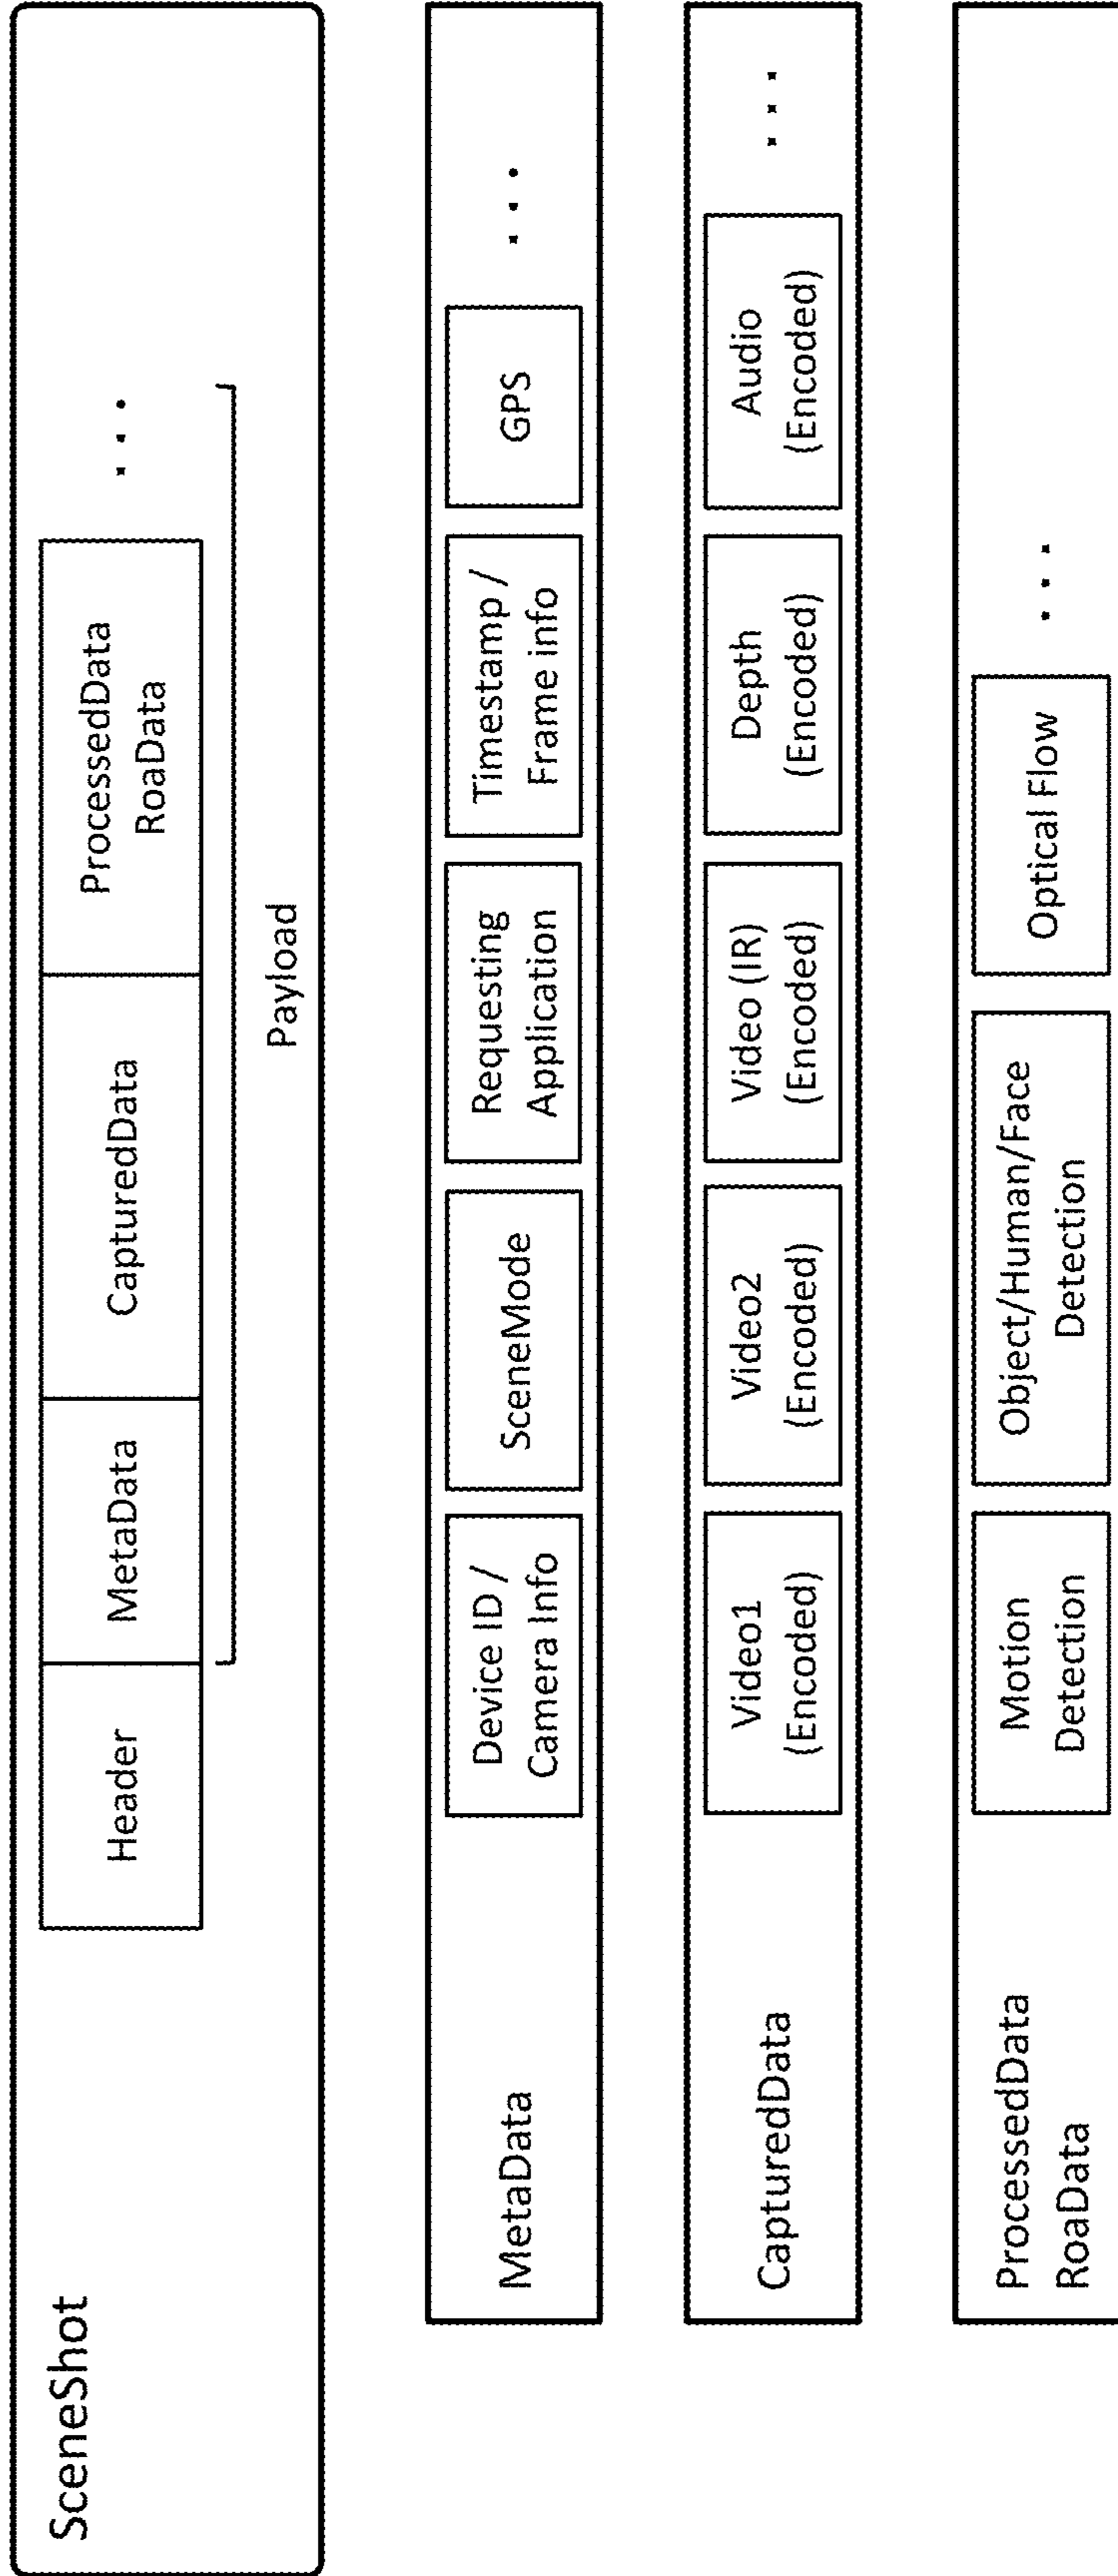 SceneShot
Header
MetaData
CapturedData
ProcessedData
RoaData
...
Payload
MetaData
Device ID /
Camera Info
SceneMode
Requesting
Application
Timestamp /
Frame info
GPS
...
CapturedData
Video1
(Encoded)
Video2
(Encoded)
Video (IR)
(Encoded)
Depth
(Encoded)
Audio
(Encoded)
...
ProcessedData
RoaData
Motion
Detection
Object/Human/Face
Detection
Optical Flow
...